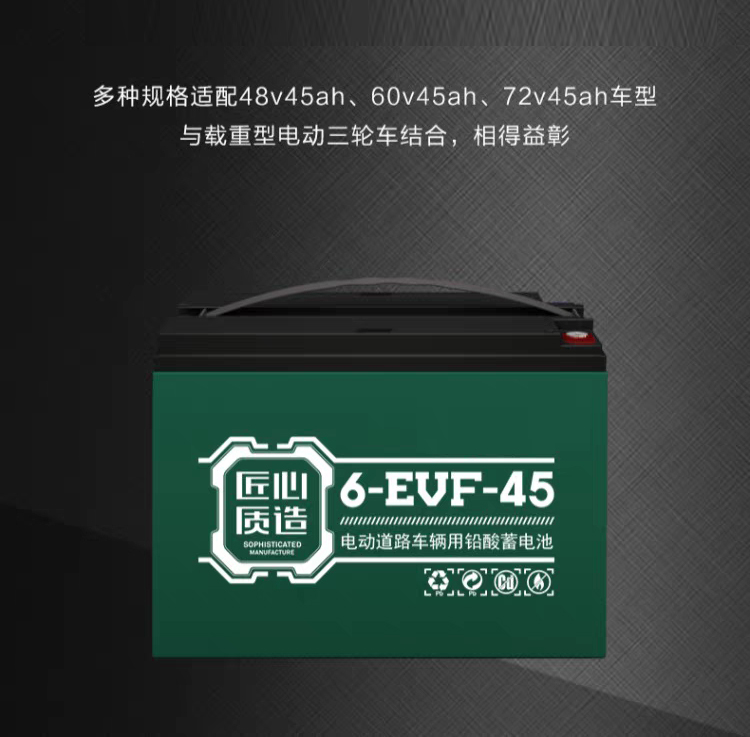 多种规格适配48v45ah、60v45ah、72v45ah车型
与载重型电动三轮车结合，相得益彰
匠心
质造
SOPHISTICATED
MANUFACTURE
6-EVF-45
电动道路车辆用铅酸蓄电池
Pb Pb Cd